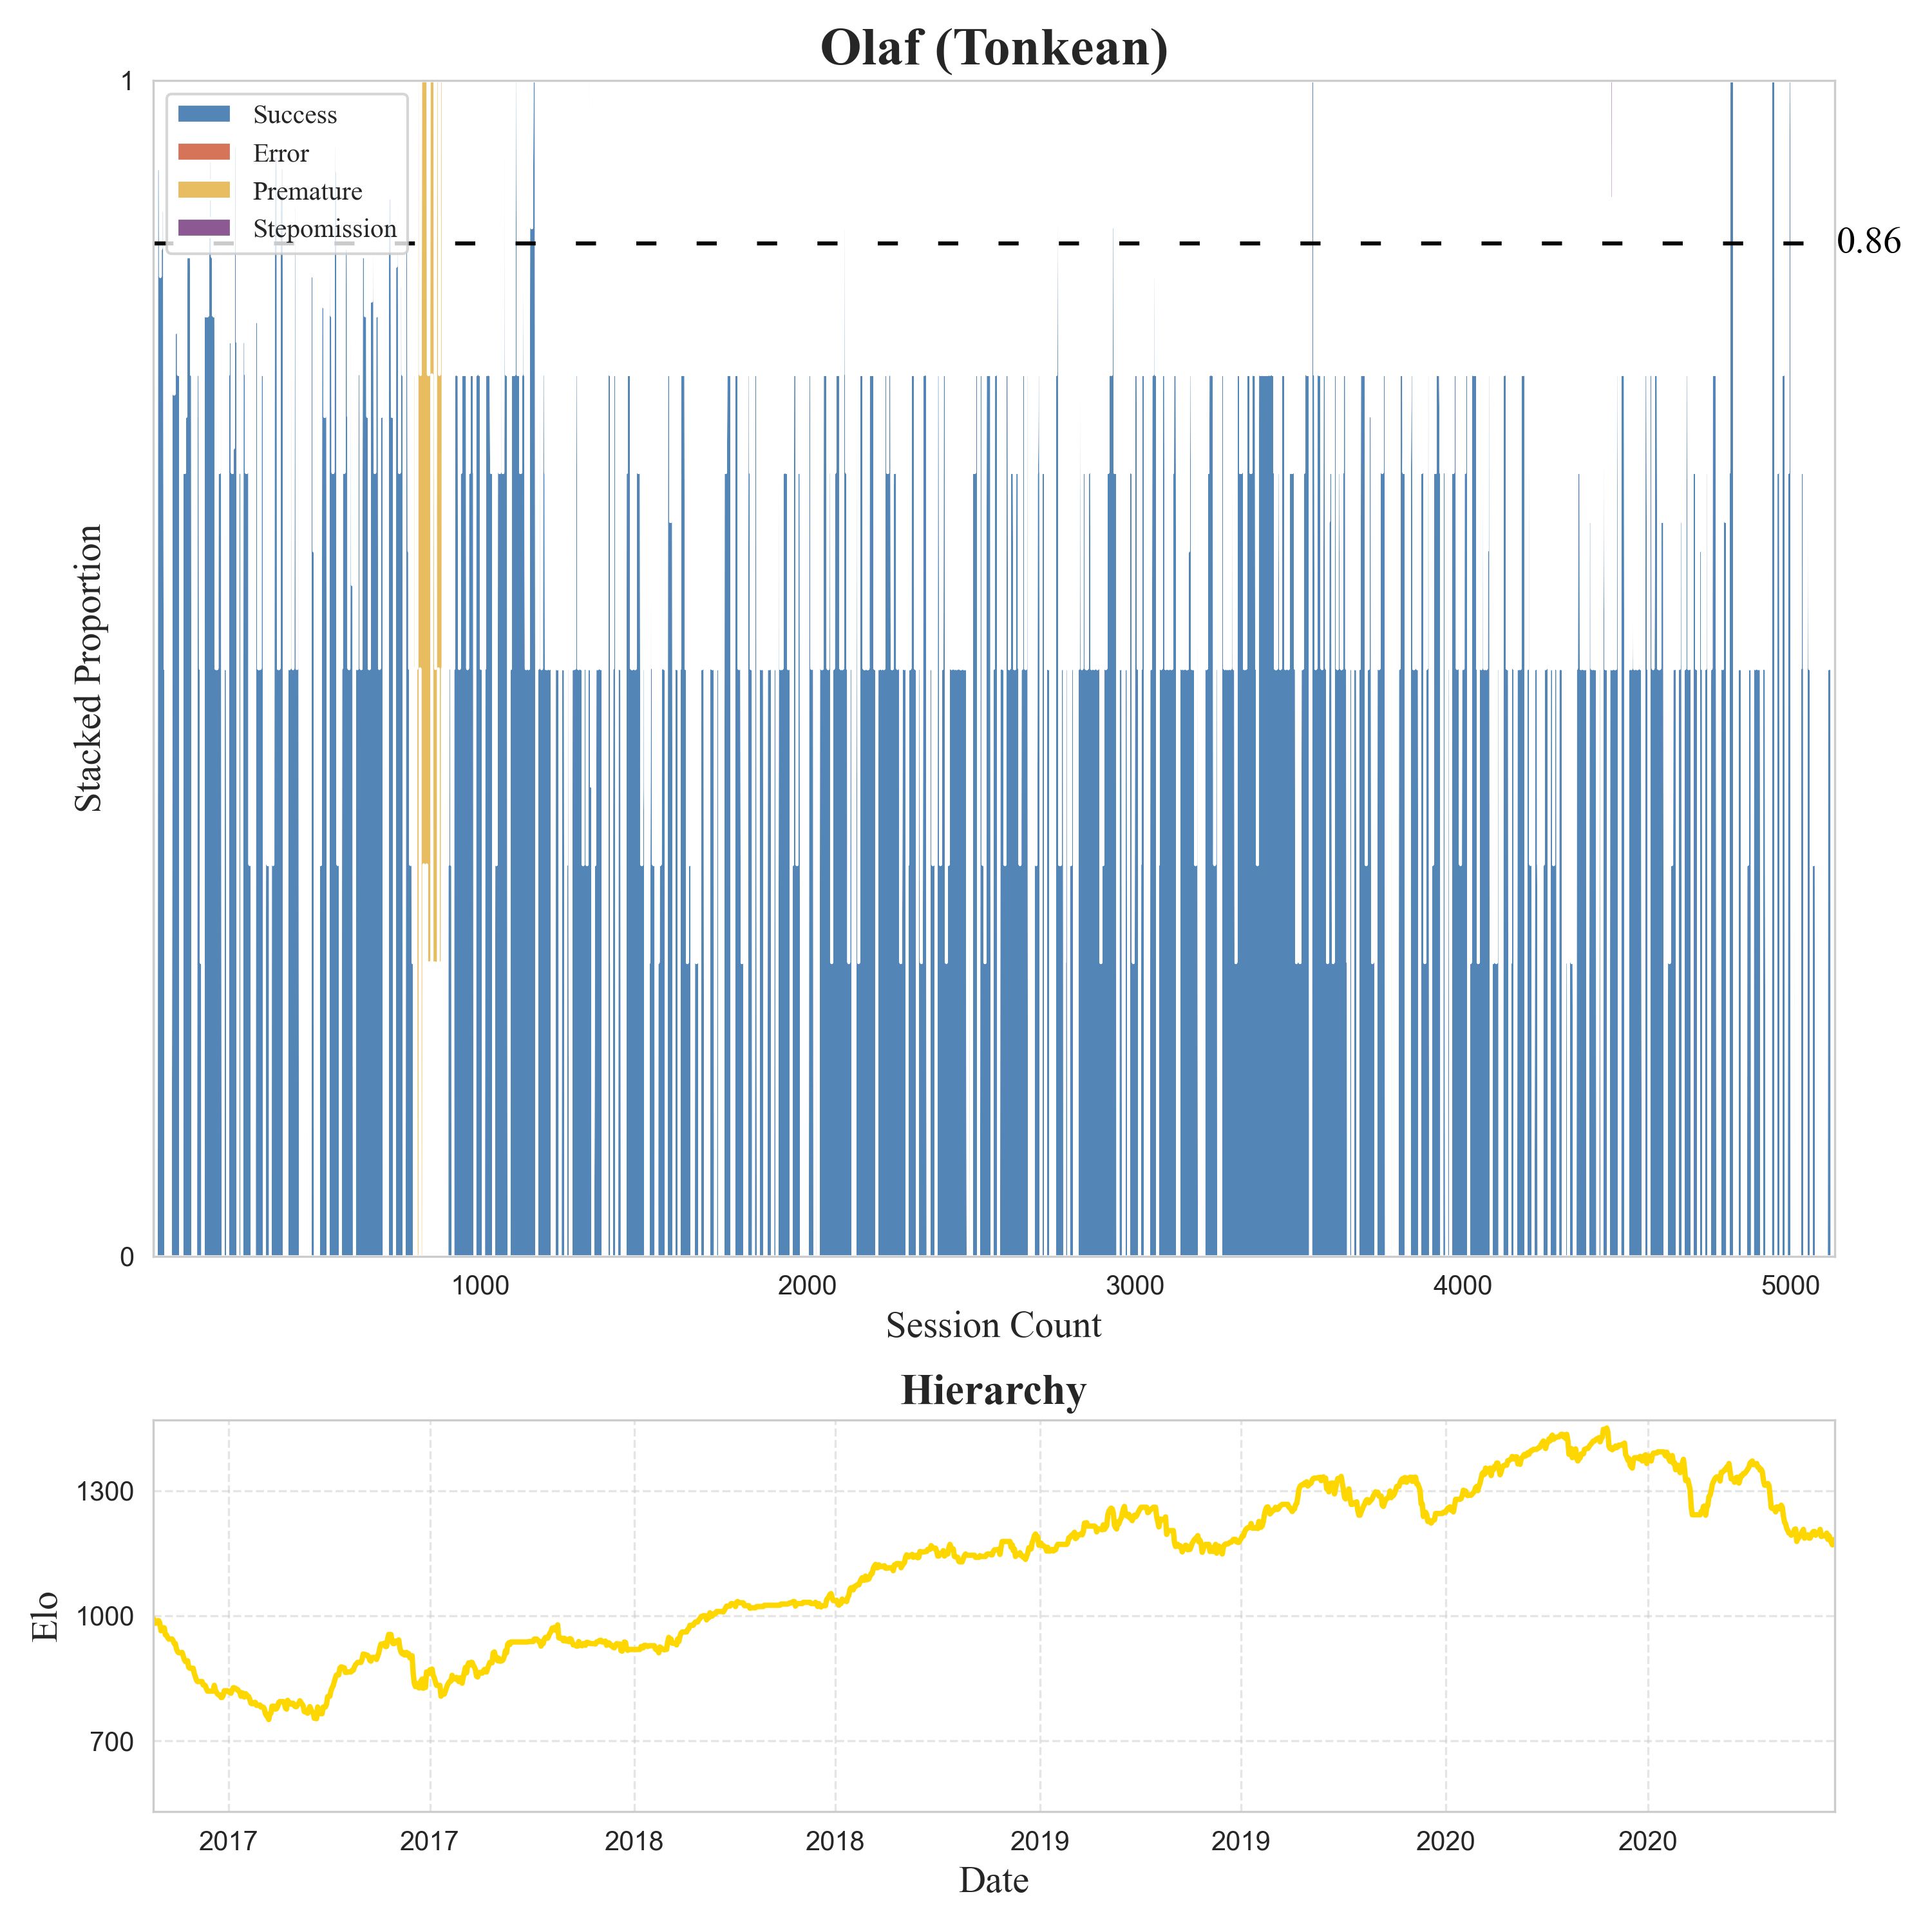 Olaf (Tonkean)
1
Success
Error
Premature
Stepomission
0.86
Stacked Proportion
0
1000 2000 3000 4000 5000
Session Count
Hierarchy
1300
1000
700
Elo
2017 2017 2018 2018 2019 2019 2020 2020
Date